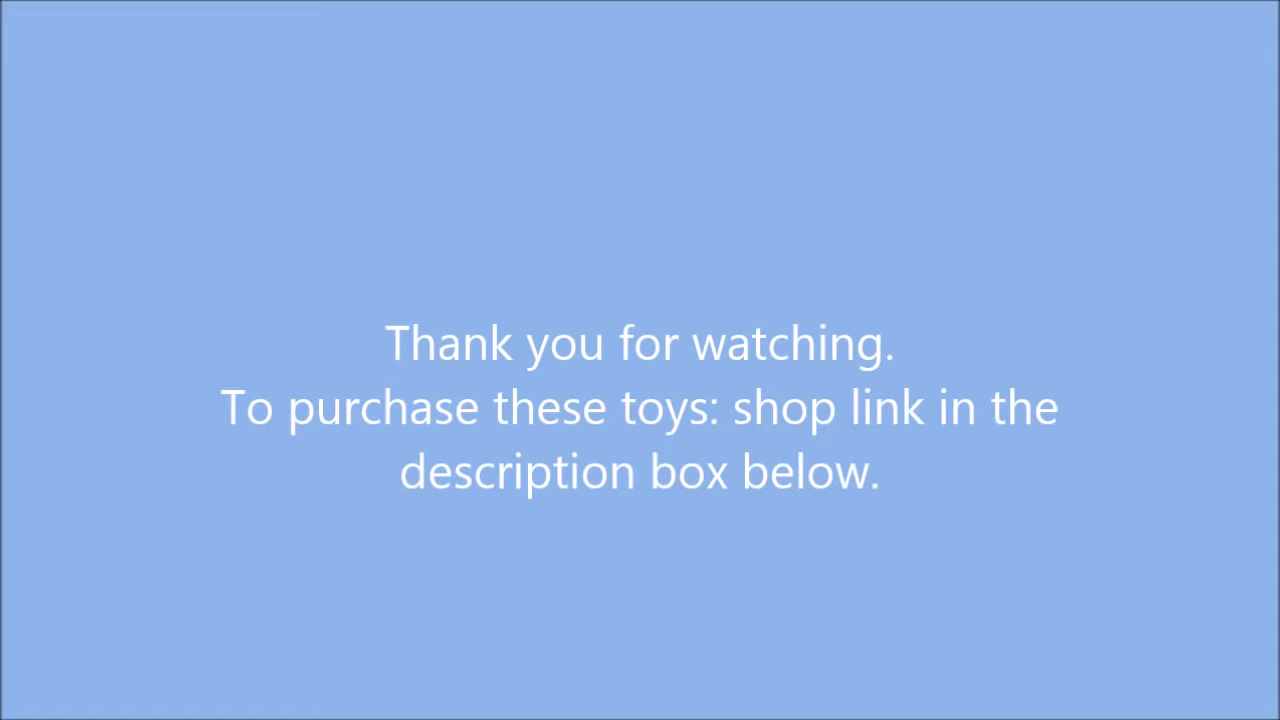 Thank you for watching.
To purchase these toys: shop link in the
description box below.